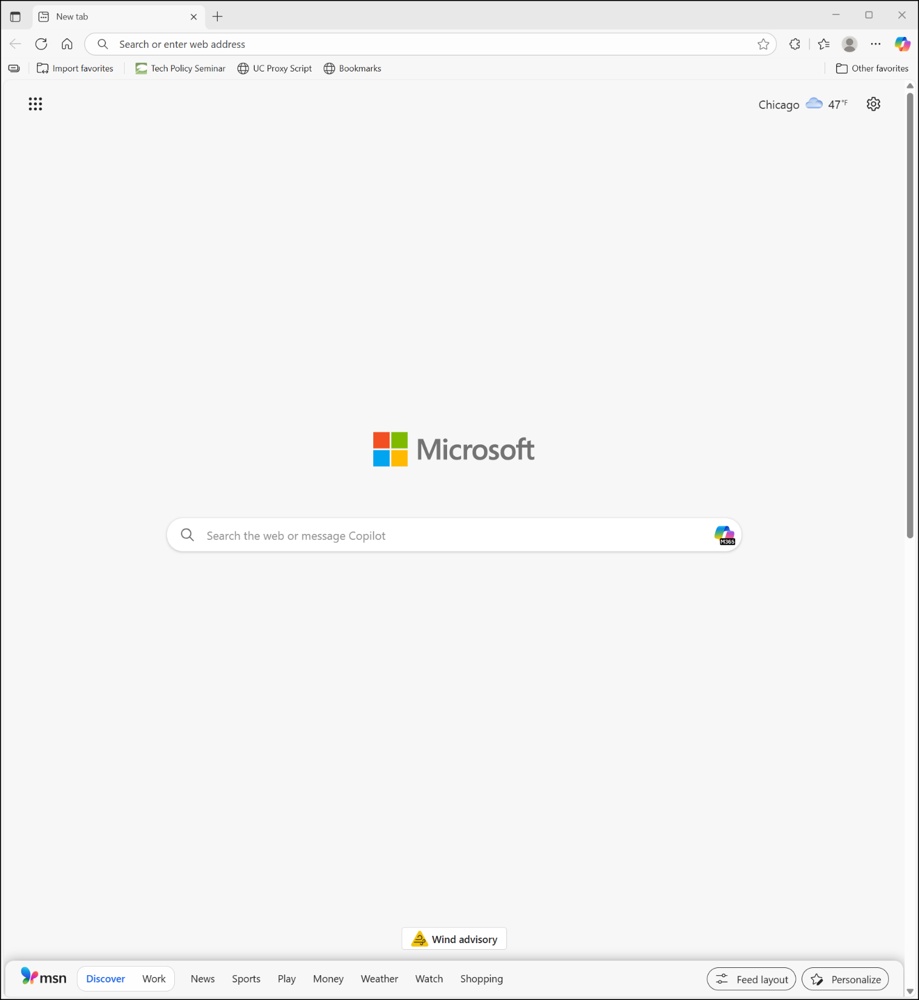 New tab
Search or enter web address
Import favorites Tech Policy Seminar UC Proxy Script Bookmarks Other favorites
Chicago 47°F
Microsoft
Search the web or message Copilot
M365
Wind advisory
msn Discover Work News Sports Play Money Weather Watch Shopping Feed layout Personalize